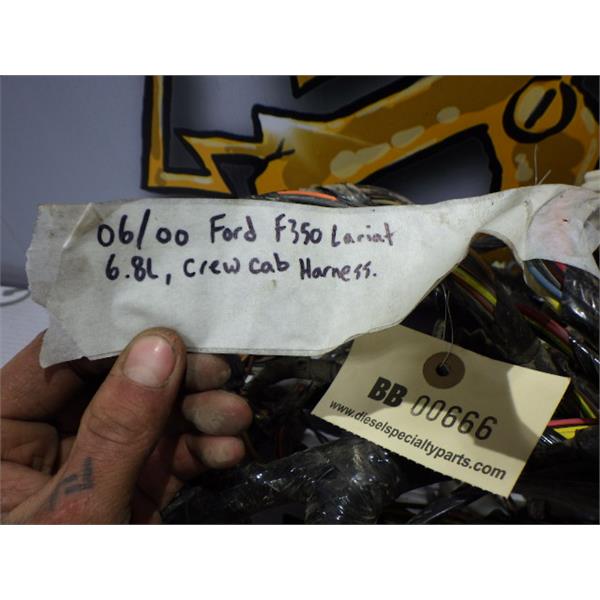 06/00 Ford F350 Lariat
6.8L, Crew Cab Harness.
BB 00666
www.dieselspecialtyparts.com